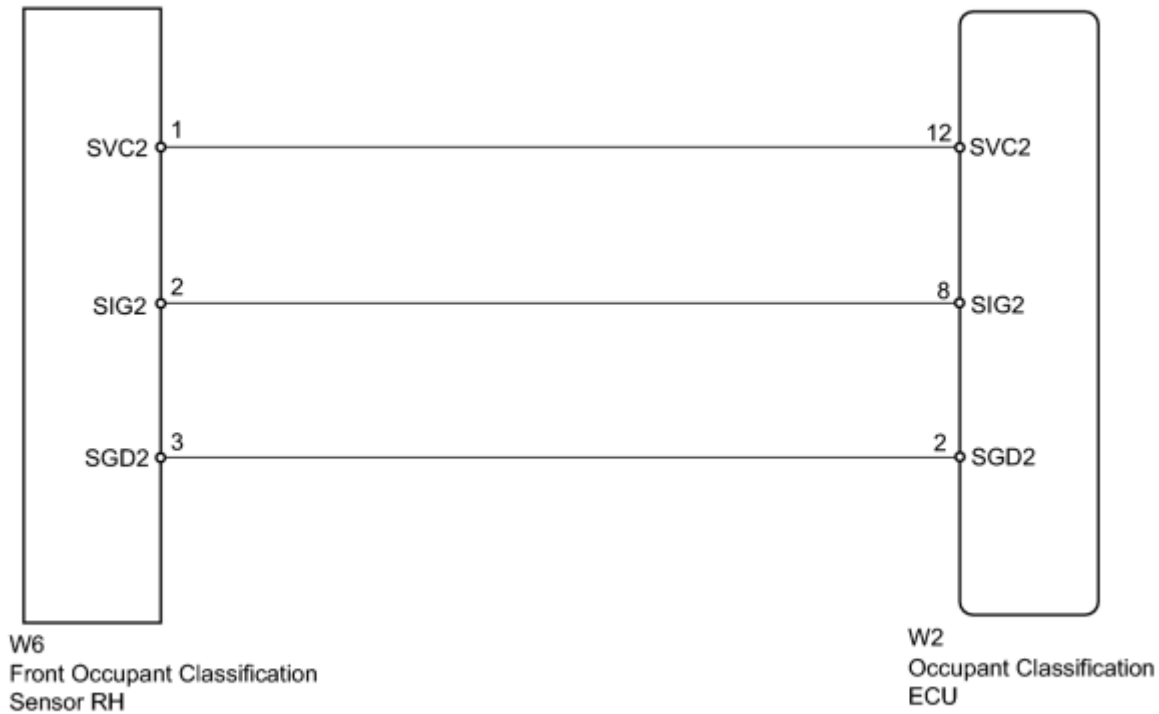 SVC2 1 12 SVC2
SIG2 2 8 SIG2
SGD2 3 2 SGD2
W6
Front Occupant Classification
Sensor RH
W2
Occupant Classification
ECU